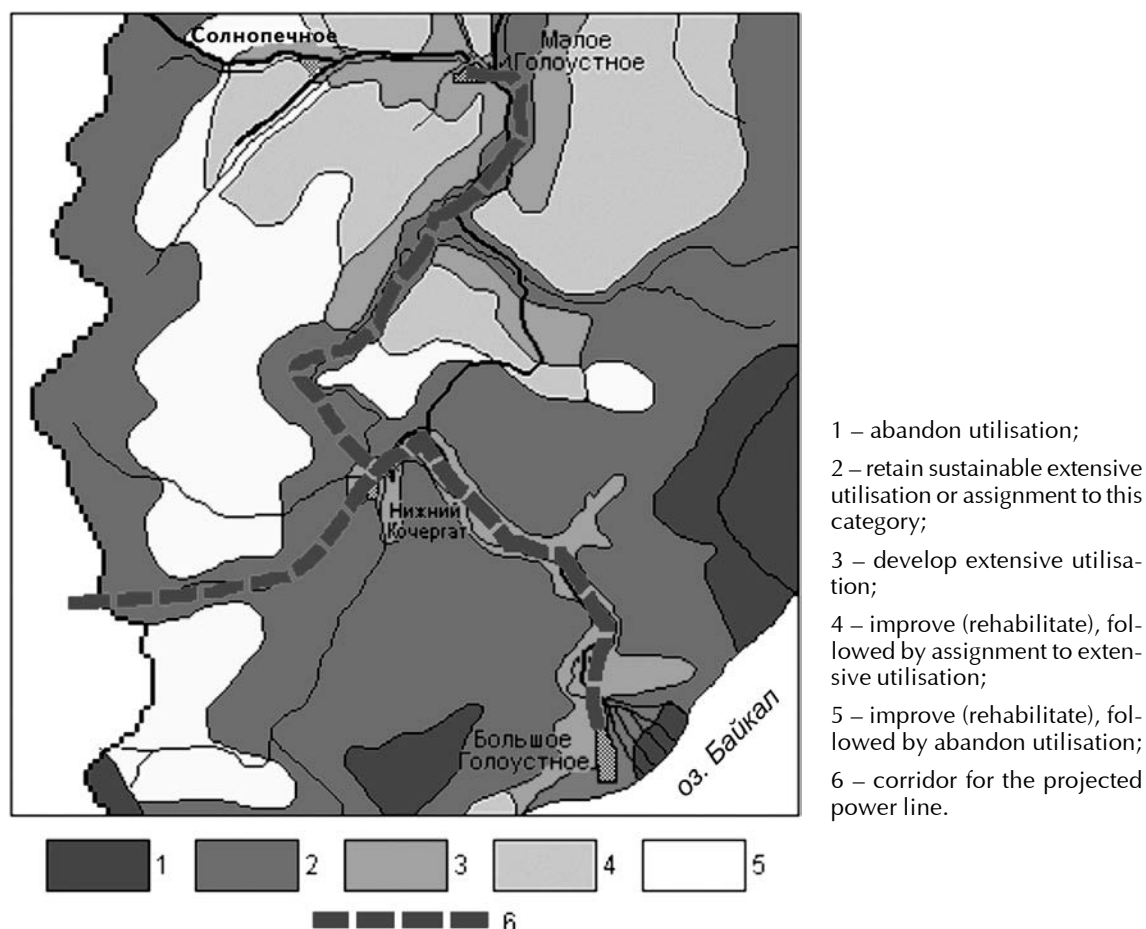 Солнопечное
Малое
Голоустное
Нижний
Кочергат
Большое
Голоустное
оз. Байкал
1 – abandon utilisation;
2 – retain sustainable extensive
utilisation or assignment to this
category;
3 – develop extensive utilisa-
tion;
4 – improve (rehabilitate), fol-
lowed by assignment to exten-
sive utilisation;
5 – improve (rehabilitate), fol-
lowed by abandon utilisation;
6 – corridor for the projected
power line.
1 2 3 4 5
6